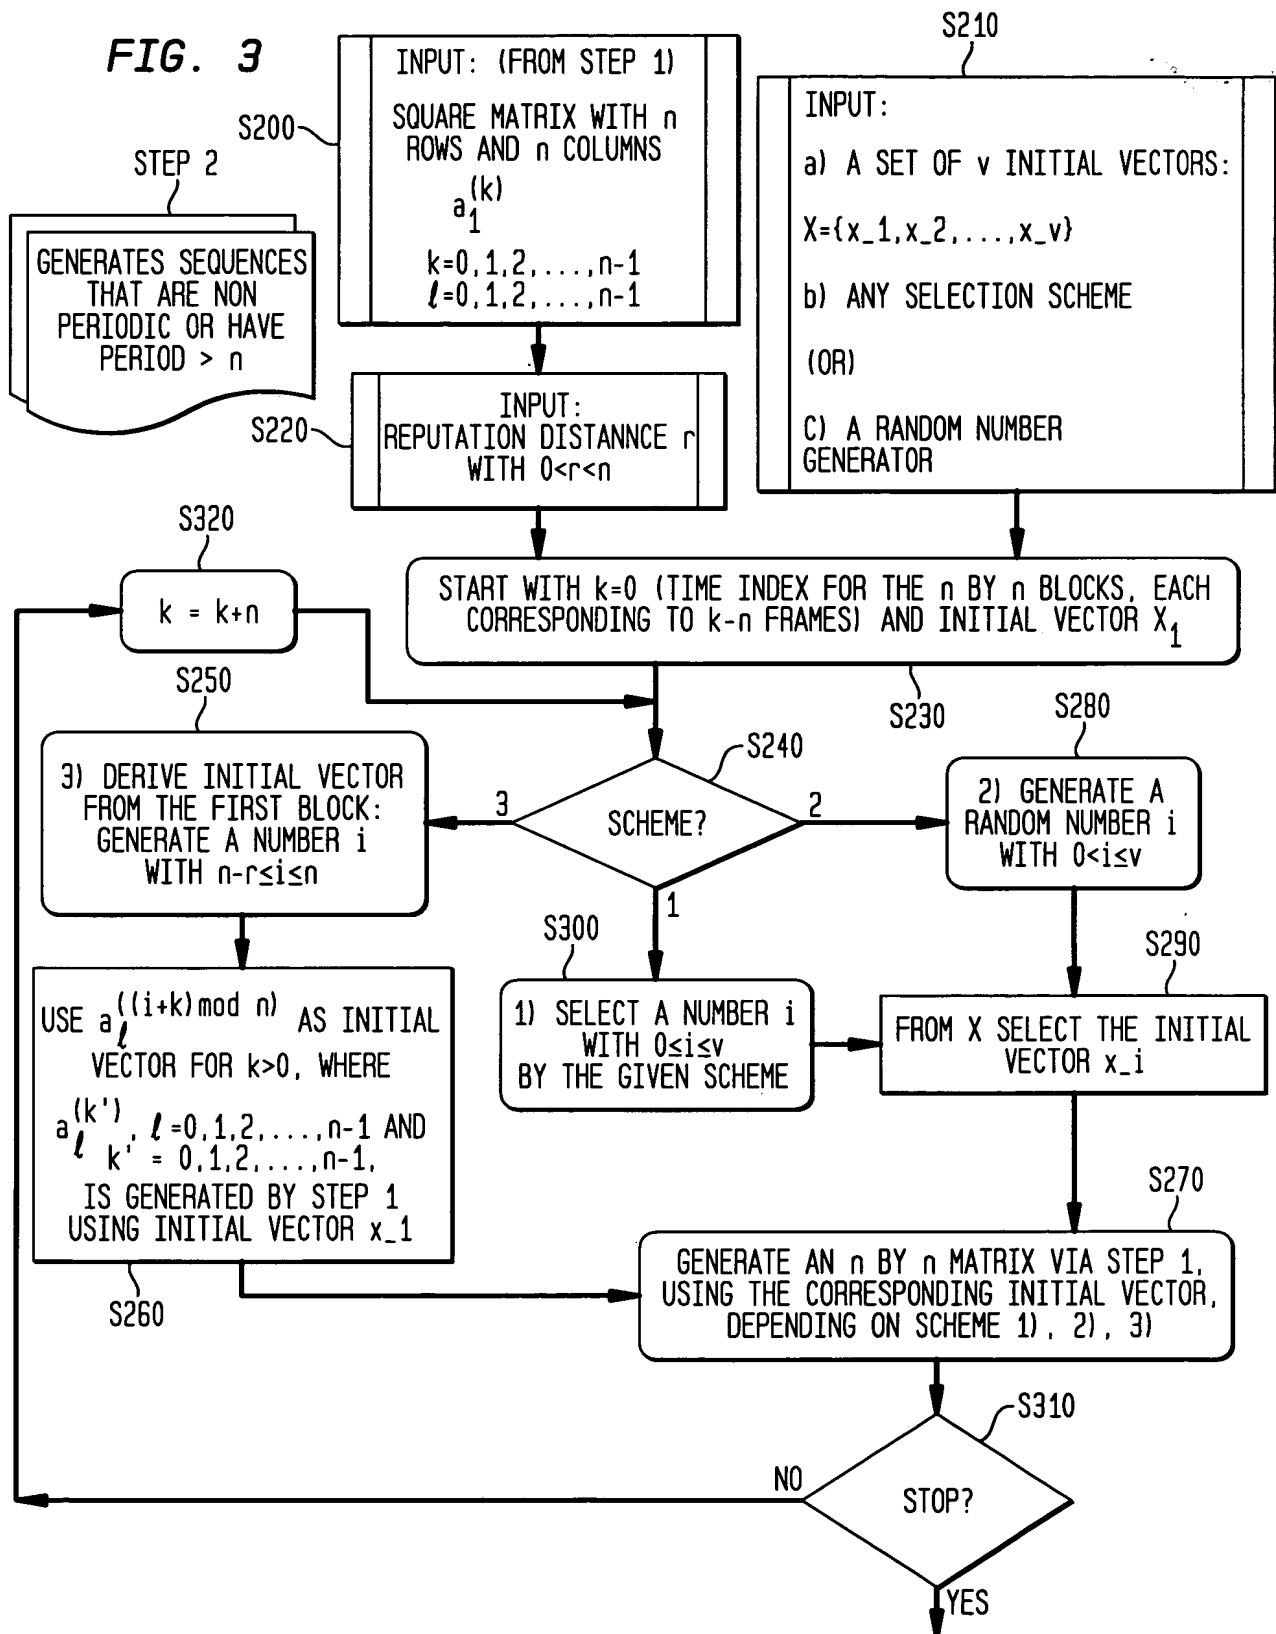 FIG. 3
S200
INPUT: (FROM STEP 1)
SQUARE MATRIX WITH n
ROWS AND n COLUMNS
a_1^(k)
k=0,1,2,...,n-1
ℓ=0,1,2,...,n-1
S210
INPUT:
a) A SET OF v INITIAL VECTORS:
X={x_1,x_2,...,x_v}
b) ANY SELECTION SCHEME
(OR)
C) A RANDOM NUMBER
GENERATOR
STEP 2
GENERATES SEQUENCES
THAT ARE NON
PERIODIC OR HAVE
PERIOD > n
S220
INPUT:
REPUTATION DISTANNCE r
WITH 0<r<n
S320
k = k+n
START WITH k=0 (TIME INDEX FOR THE n BY n BLOCKS, EACH
CORRESPONDING TO k-n FRAMES) AND INITIAL VECTOR X_1
S230
S250
3) DERIVE INITIAL VECTOR
FROM THE FIRST BLOCK:
GENERATE A NUMBER i
WITH n-r≤i≤n
S240
SCHEME?
3
2
1
S280
2) GENERATE A
RANDOM NUMBER i
WITH 0<i≤v
S300
1) SELECT A NUMBER i
WITH 0≤i≤v
BY THE GIVEN SCHEME
S290
FROM X SELECT THE INITIAL
VECTOR x_i
USE a_ℓ^((i+k)mod n) AS INITIAL
VECTOR FOR k>0, WHERE
a_ℓ^(k'), ℓ=0,1,2,...,n-1 AND
k' = 0,1,2,...,n-1,
IS GENERATED BY STEP 1
USING INITIAL VECTOR x_1
S260
S270
GENERATE AN n BY n MATRIX VIA STEP 1,
USING THE CORRESPONDING INITIAL VECTOR,
DEPENDING ON SCHEME 1), 2), 3)
S310
STOP?
NO
YES